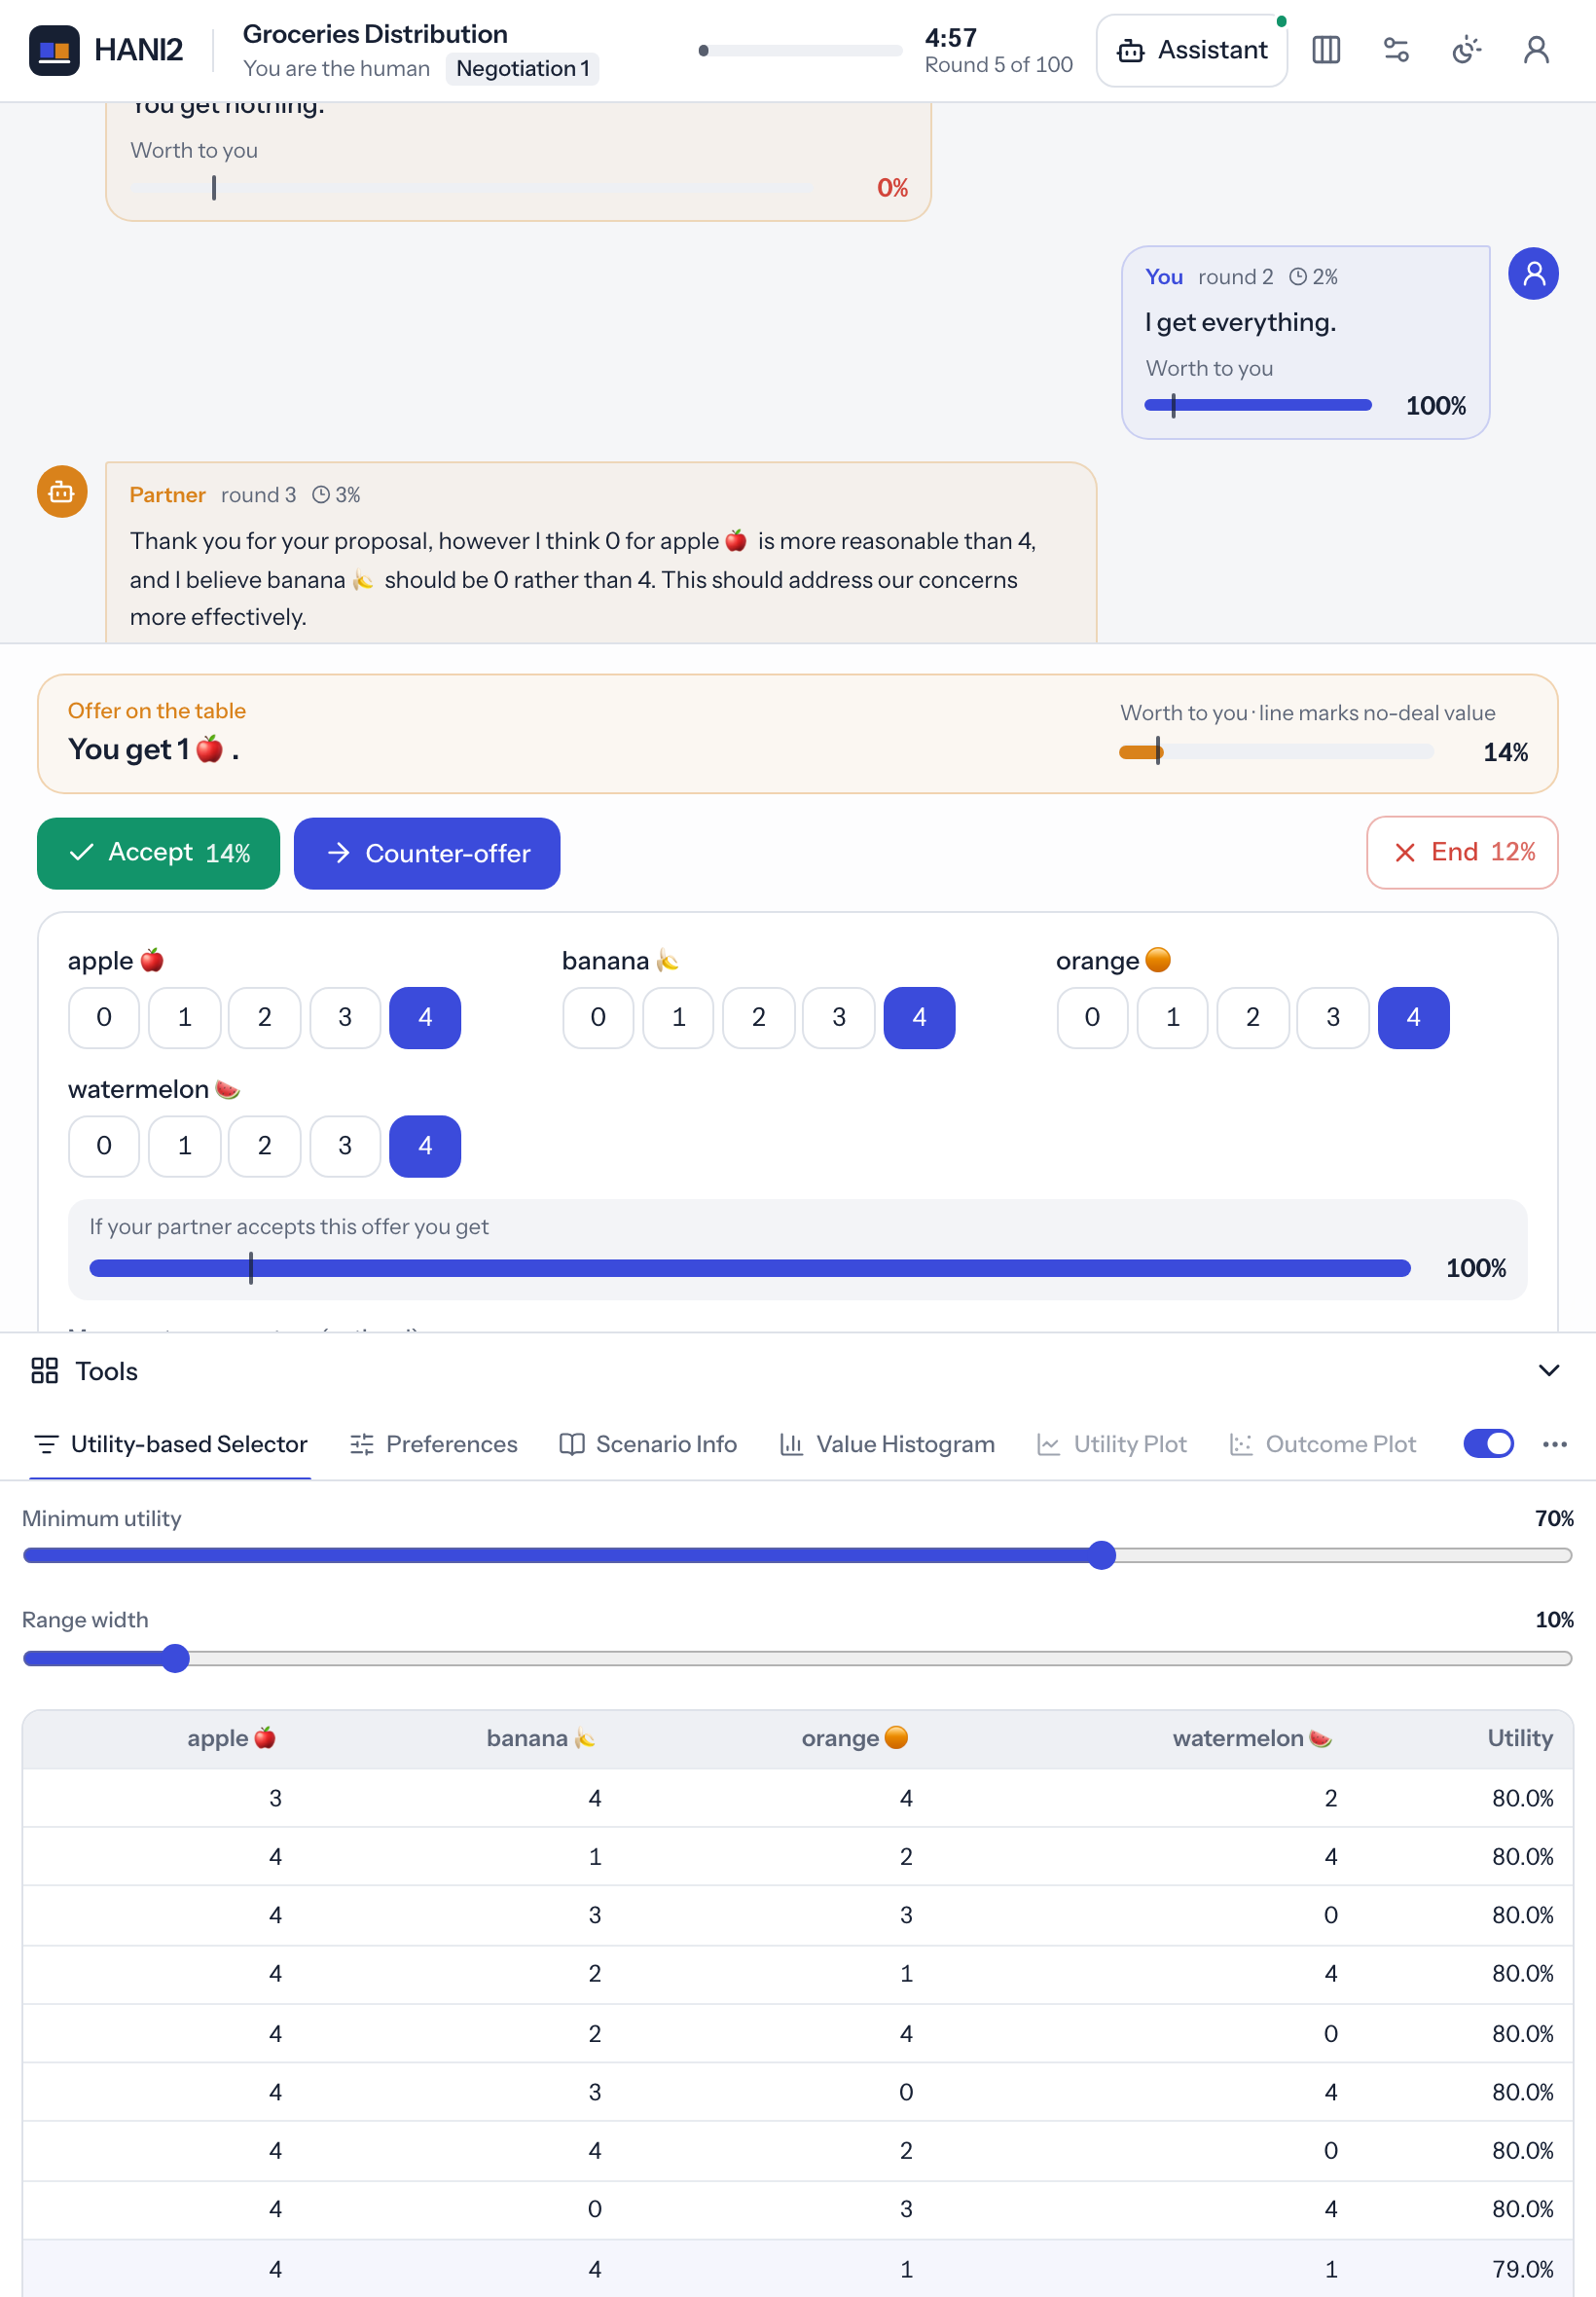 HANI2
Groceries Distribution
You are the human Negotiation 1
4:57
Round 5 of 100
Assistant
You get nothing.
Worth to you
0%
You round 2 2%
I get everything.
Worth to you
100%
Partner round 3 3%
Thank you for your proposal, however I think 0 for apple 🍎 is more reasonable than 4,
and I believe banana 🍌 should be 0 rather than 4. This should address our concerns
more effectively.
Offer on the table
You get 1 🍎 .
Worth to you · line marks no-deal value
14%
Accept 14%
Counter-offer
End 12%
apple 🍎
0 1 2 3 4
banana 🍌
0 1 2 3 4
orange 🟠
0 1 2 3 4
watermelon 🍉
0 1 2 3 4
If your partner accepts this offer you get
100%
Tools
Utility-based Selector Preferences Scenario Info Value Histogram Utility Plot Outcome Plot
Minimum utility 70%
Range width 10%
apple 🍎 banana 🍌 orange 🟠 watermelon 🍉 Utility
3 4 4 2 80.0%
4 1 2 4 80.0%
4 3 3 0 80.0%
4 2 1 4 80.0%
4 2 4 0 80.0%
4 3 0 4 80.0%
4 4 2 0 80.0%
4 0 3 4 80.0%
4 4 1 1 79.0%